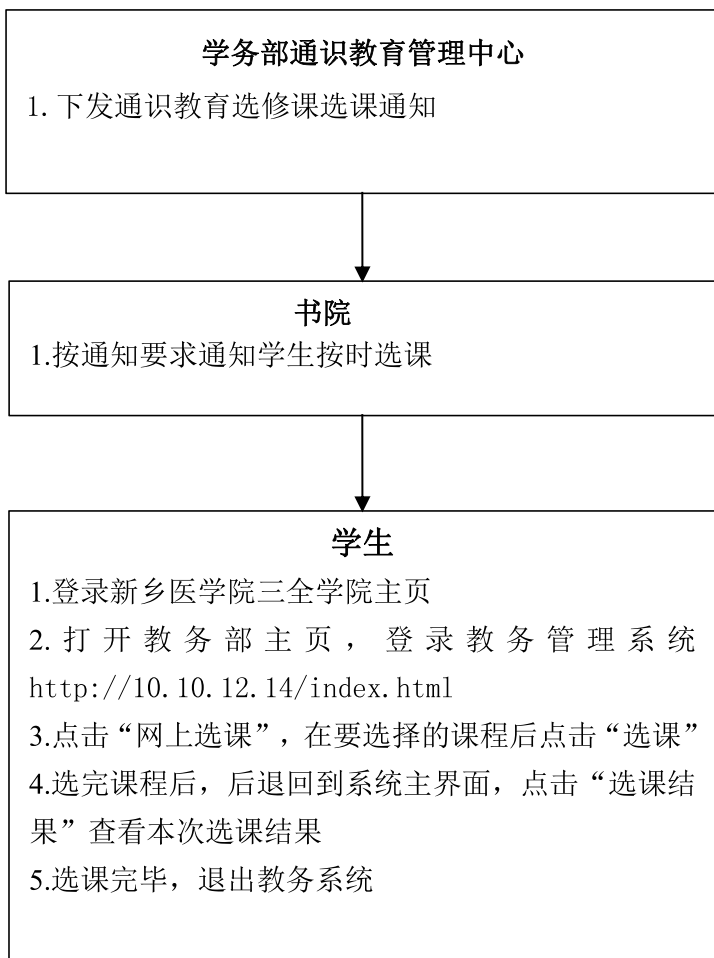 学务部通识教育管理中心
1. 下发通识教育选修课选课通知
书院
1.按通知要求通知学生按时选课
学生
1.登录新乡医学院三全学院主页
2. 打开教务部主页，登录教务管理系统
http://10.10.12.14/index.html
3.点击“网上选课”，在要选择的课程后点击“选课”
4.选完课程后，后退回到系统主界面，点击“选课结
果”查看本次选课结果
5.选课完毕，退出教务系统